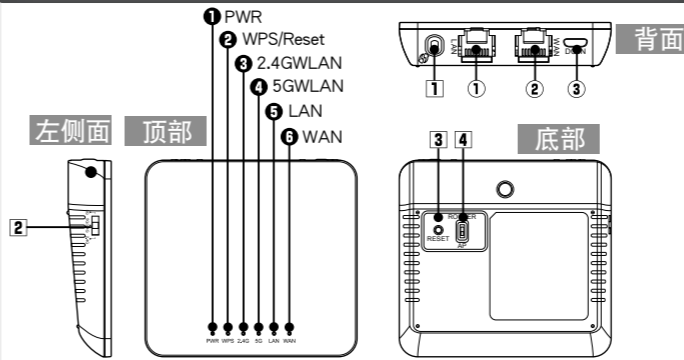 ❶ PWR
❷ WPS/Reset
❸ 2.4GWLAN
❹ 5GWLAN
❺ LAN
❻ WAN
左侧面
顶部
背面
LAN
WAN
DC IN
1
①
②
③
底部
2
3
4
ROUTER
RESET
AP
PWR WPS 2.4G 5G LAN WAN